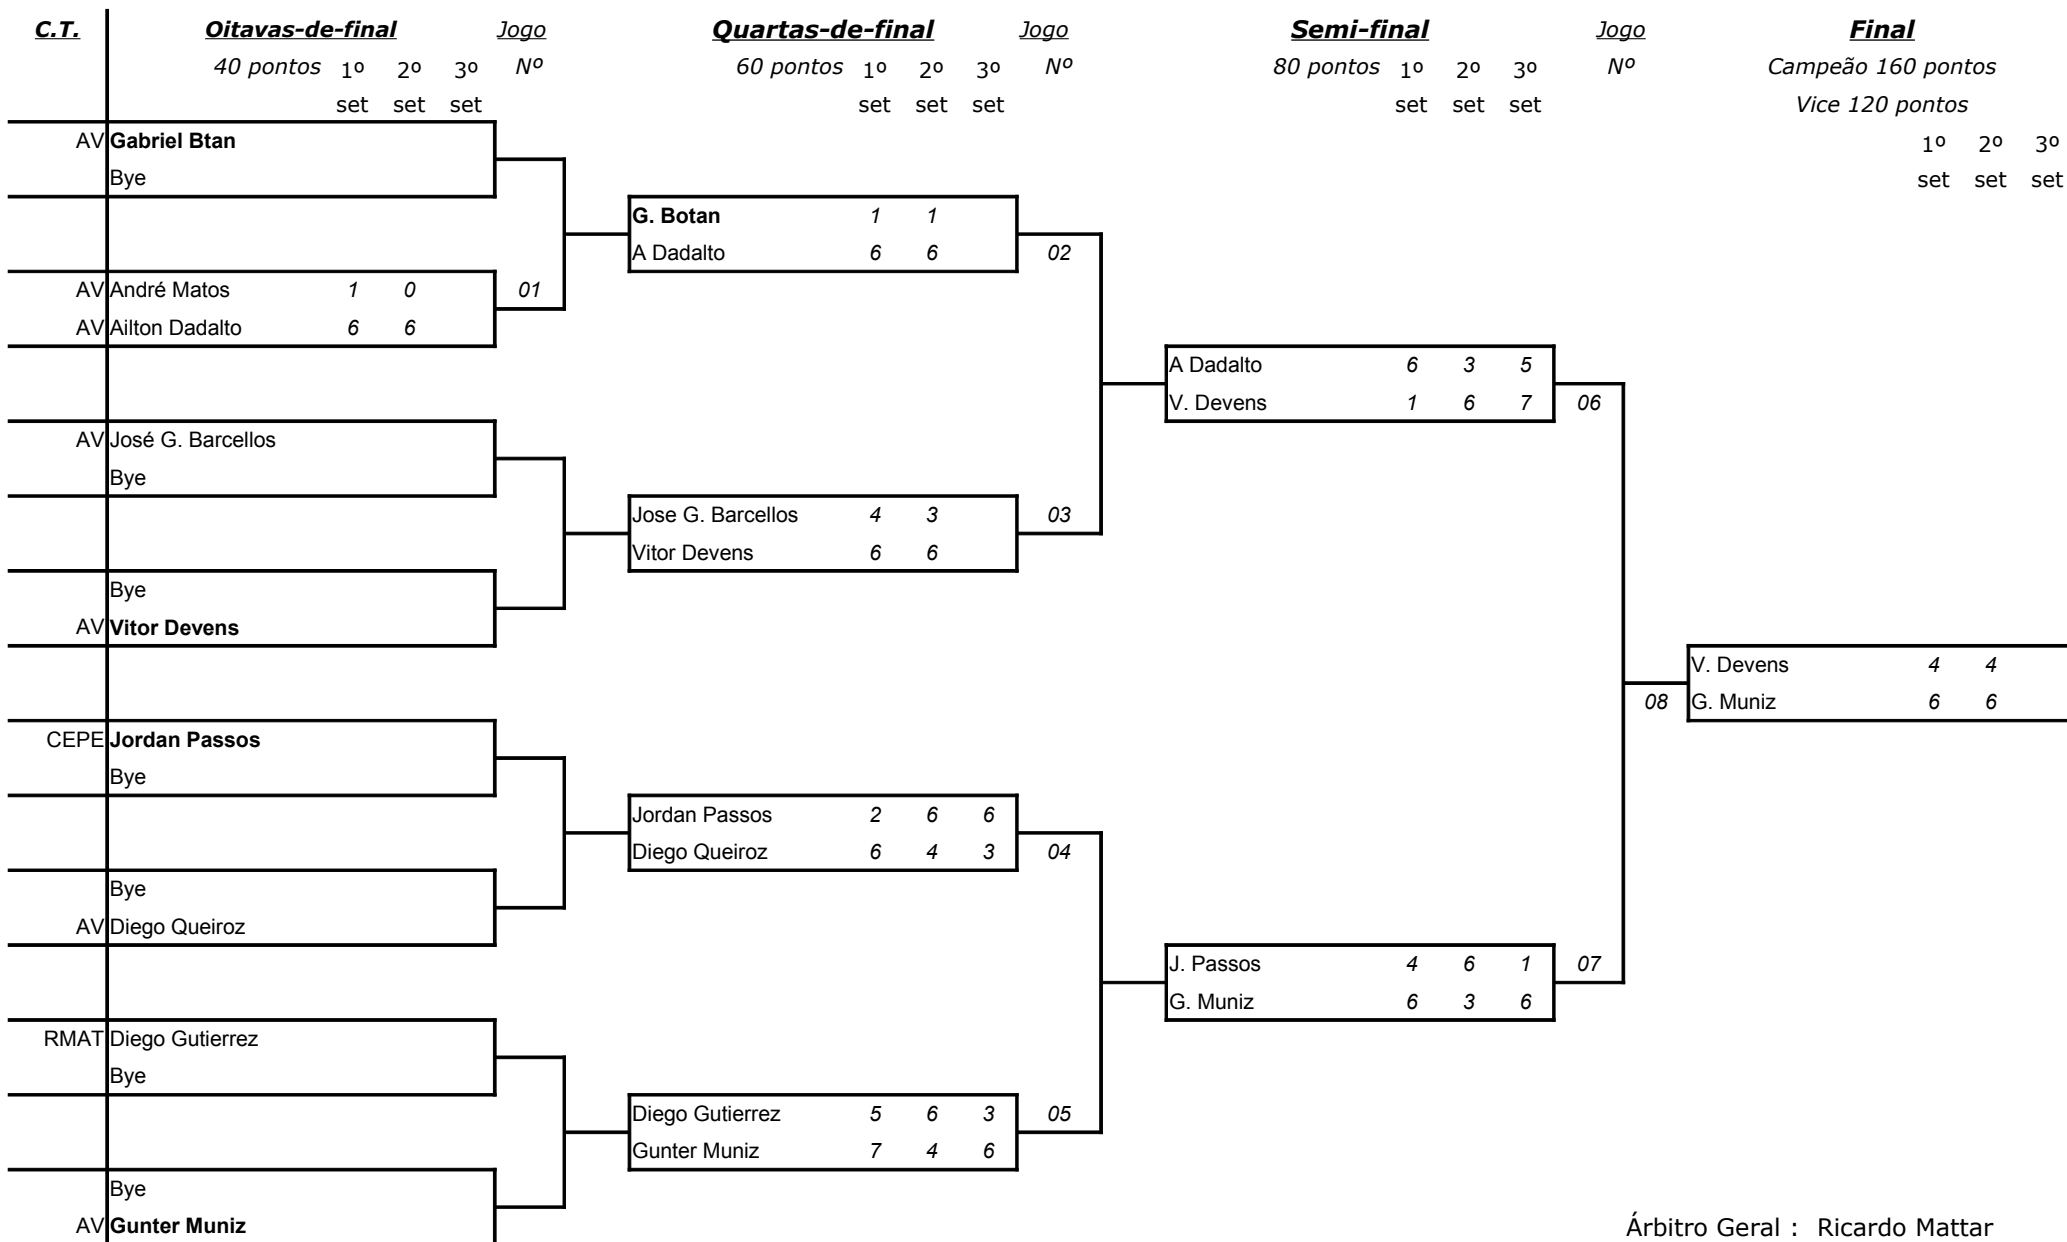 C.T. Oitavas-de-final Jogo Quartas-de-final Jogo Semi-final Jogo Final
40 pontos 1º 2º 3º Nº 60 pontos 1º 2º 3º Nº 80 pontos 1º 2º 3º Nº Campeão 160 pontos
set set set set set set set set set Vice 120 pontos
AV Gabriel Btan 1º 2º 3º
Bye set set set
G. Botan 1 1
A Dadalto 6 6 02
AV André Matos 1 0 01
AV Ailton Dadalto 6 6
A Dadalto 6 3 5
V. Devens 1 6 7 06
AV José G. Barcellos
Bye
Jose G. Barcellos 4 3 03
Vitor Devens 6 6
Bye
AV Vitor Devens
V. Devens 4 4
08 G. Muniz 6 6
CEPE Jordan Passos
Bye
Jordan Passos 2 6 6
Diego Queiroz 6 4 3 04
Bye
AV Diego Queiroz
J. Passos 4 6 1 07
G. Muniz 6 3 6
RMAT Diego Gutierrez
Bye
Diego Gutierrez 5 6 3 05
Gunter Muniz 7 4 6
Bye
AV Gunter Muniz Árbitro Geral : Ricardo Mattar